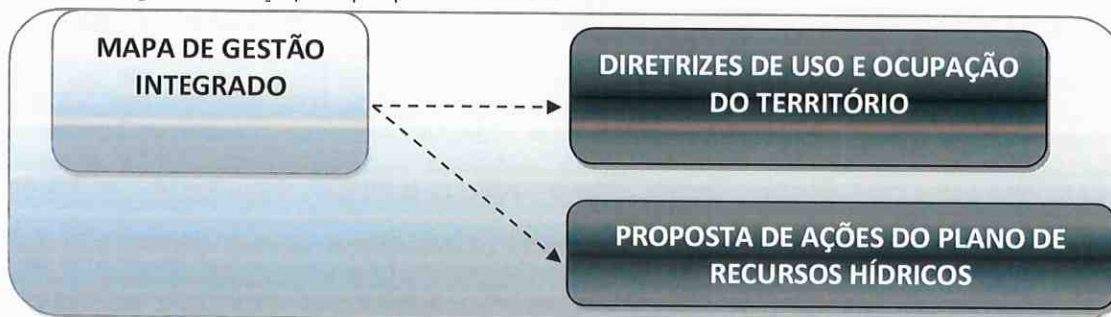 MAPA DE GESTÃO
INTEGRADO
DIRETRIZES DE USO E OCUPAÇÃO
DO TERRITÓRIO
PROPOSTA DE AÇÕES DO PLANO DE
RECURSOS HÍDRICOS